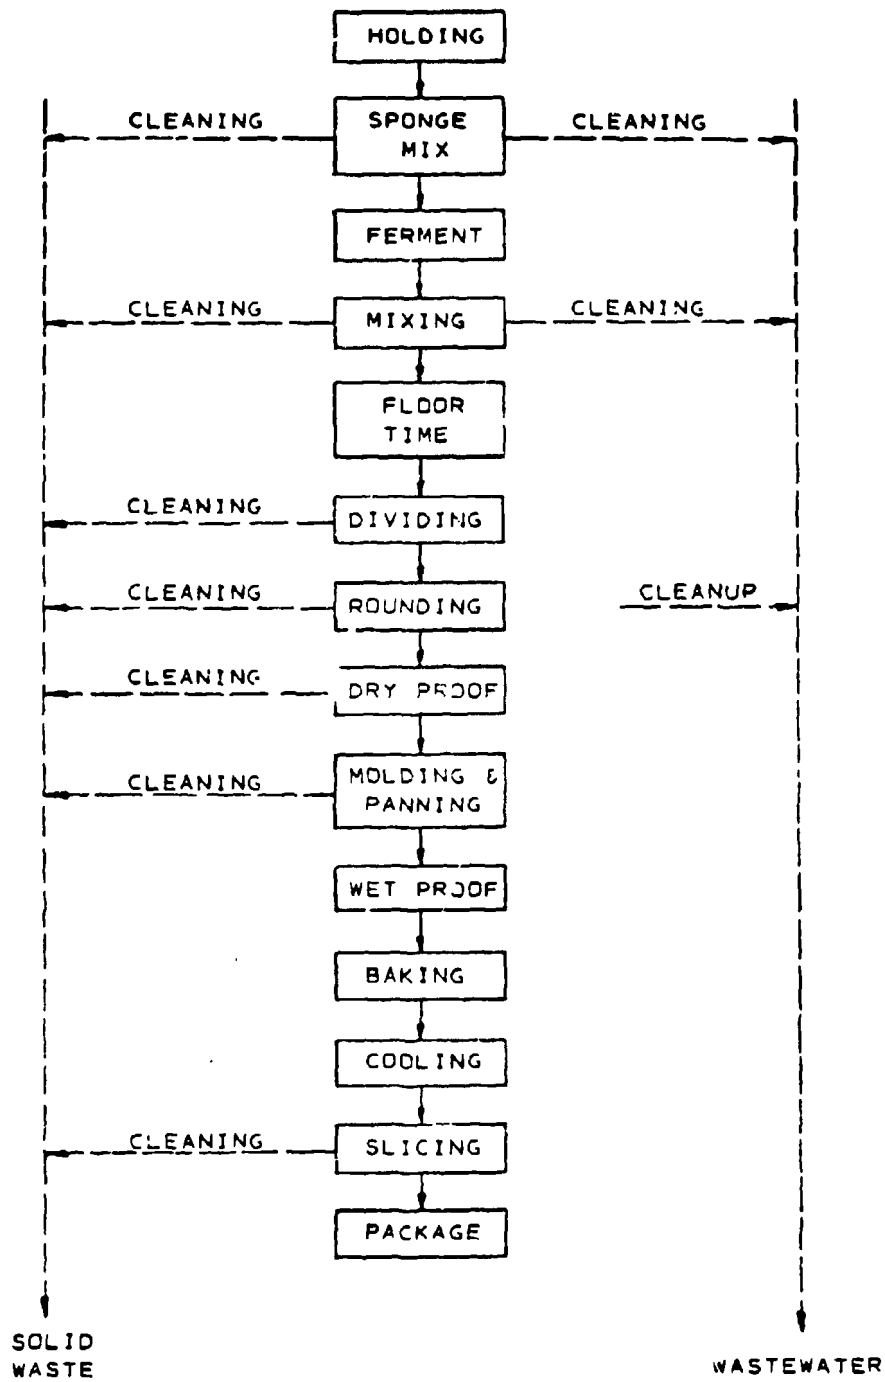 HOLDING
CLEANING
SPONGE
MIX
CLEANING
FERMENT
CLEANING
MIXING
CLEANING
FLOOR
TIME
CLEANING
DIVIDING
CLEANING
ROUNDING
CLEANUP
CLEANING
DRY PROOF
CLEANING
MOLDING &
PANNING
WET PROOF
BAKING
COOLING
CLEANING
SLICING
PACKAGE
SOLID
WASTE
WASTEWATER